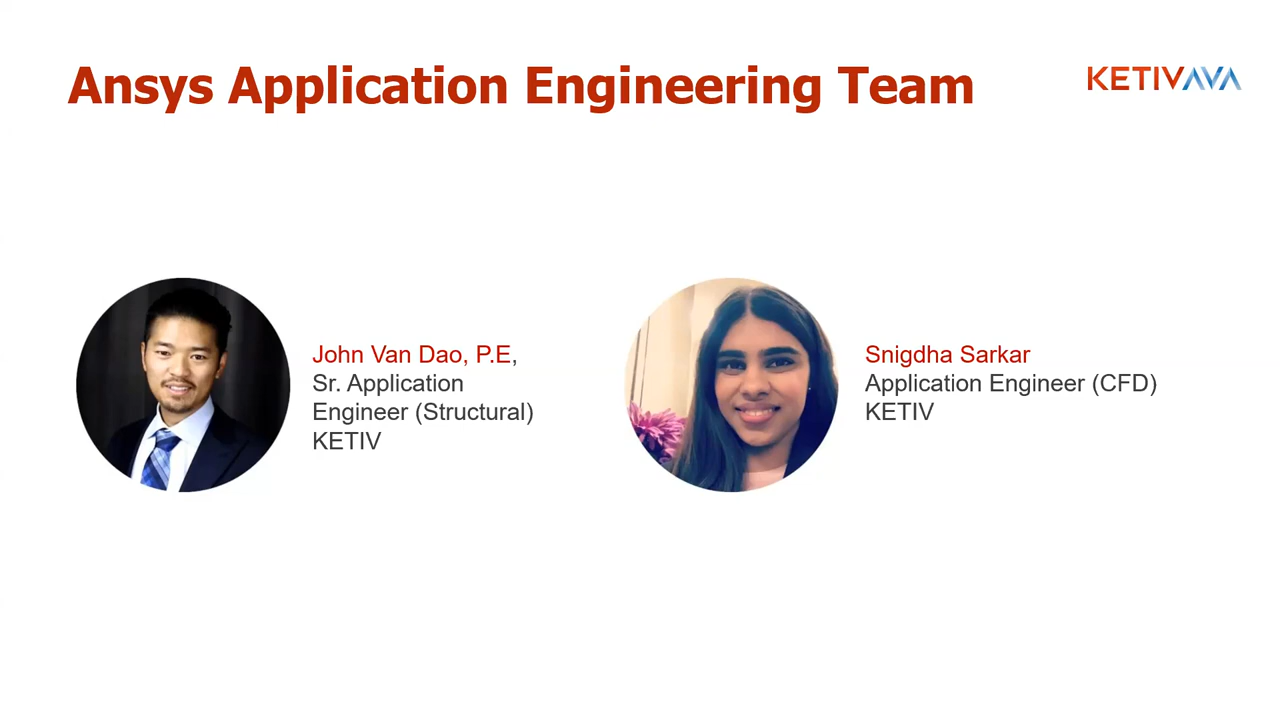 Ansys Application Engineering Team
KETIVAVA
John Van Dao, P.E,
Sr. Application
Engineer (Structural)
KETIV
Snigdha Sarkar
Application Engineer (CFD)
KETIV